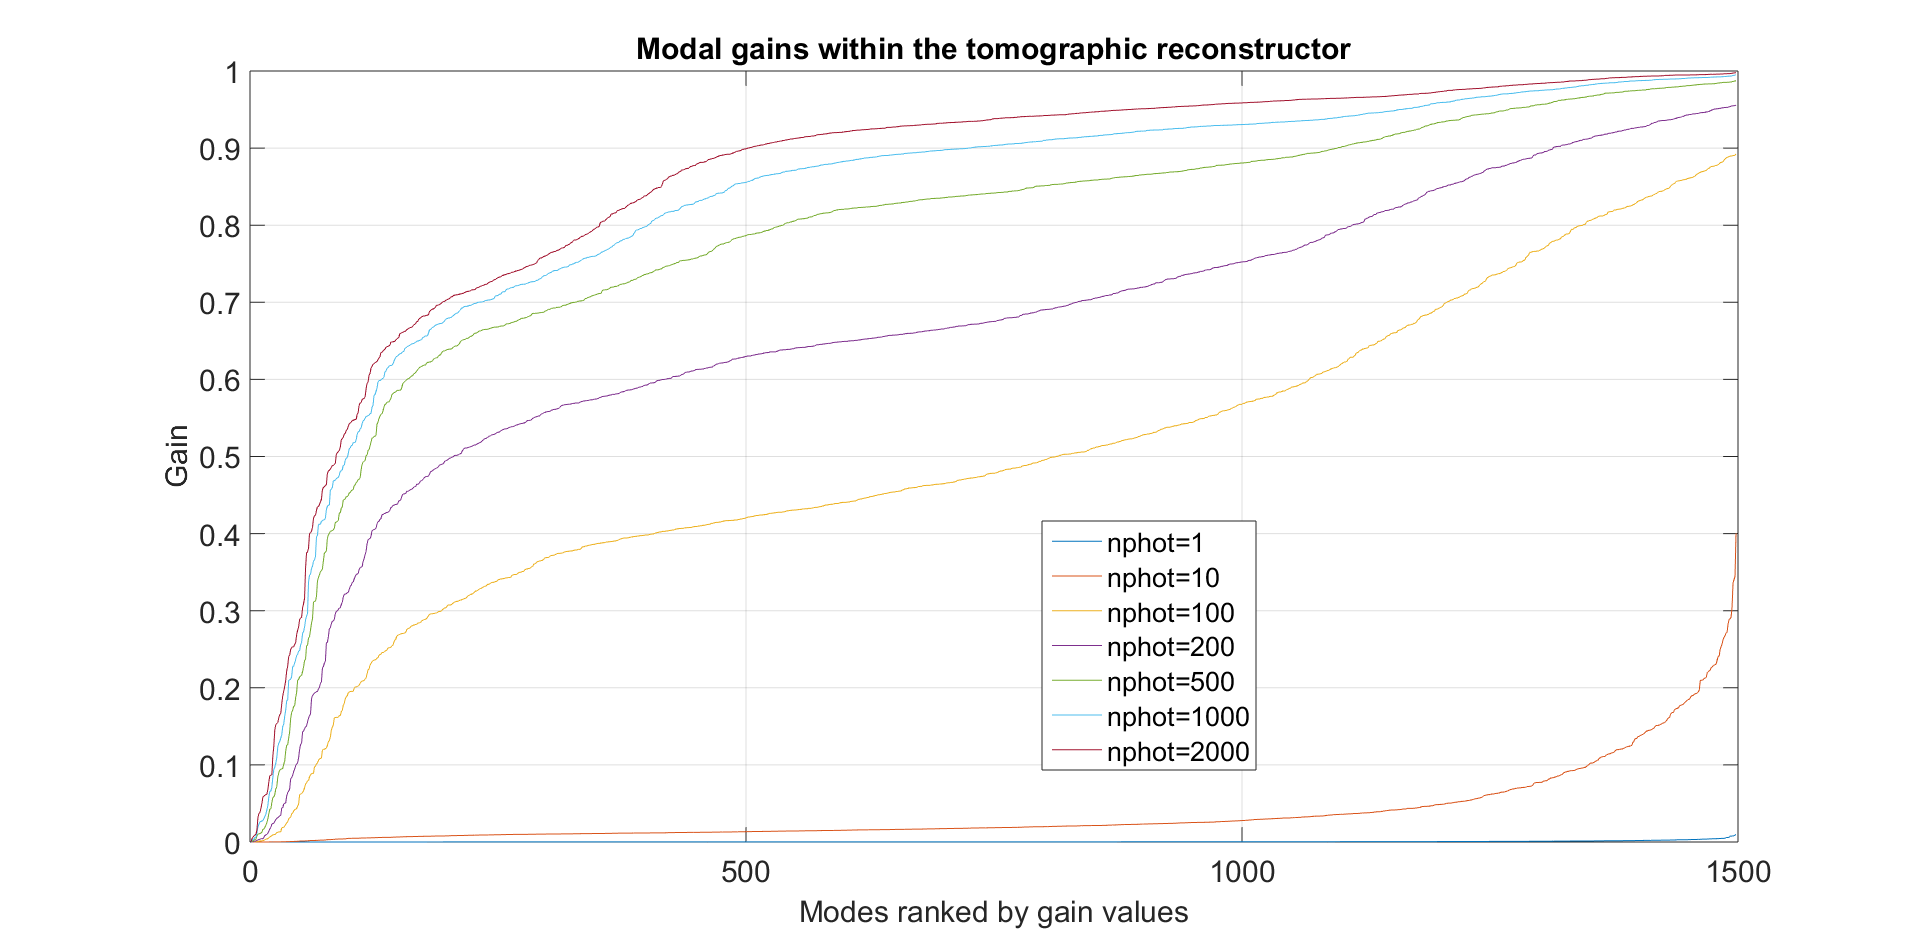 Modal gains within the tomographic reconstructor
1
0.9
0.8
0.7
0.6
0.5
0.4
0.3
0.2
0.1
0
Gain
nphot=1
nphot=10
nphot=100
nphot=200
nphot=500
nphot=1000
nphot=2000
0 500 1000 1500
Modes ranked by gain values